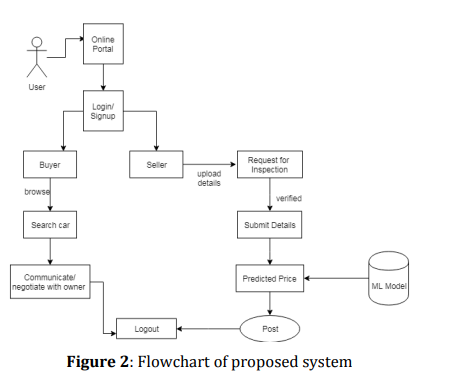 Online
Portal
User
Login/
Signup
Buyer
Seller
upload
details
Request for
Inspection
browse
verified
Search car
Submit Details
Communicate/
negotiate with owner
Predicted Price
ML Model
Logout
Post
Figure 2: Flowchart of proposed system